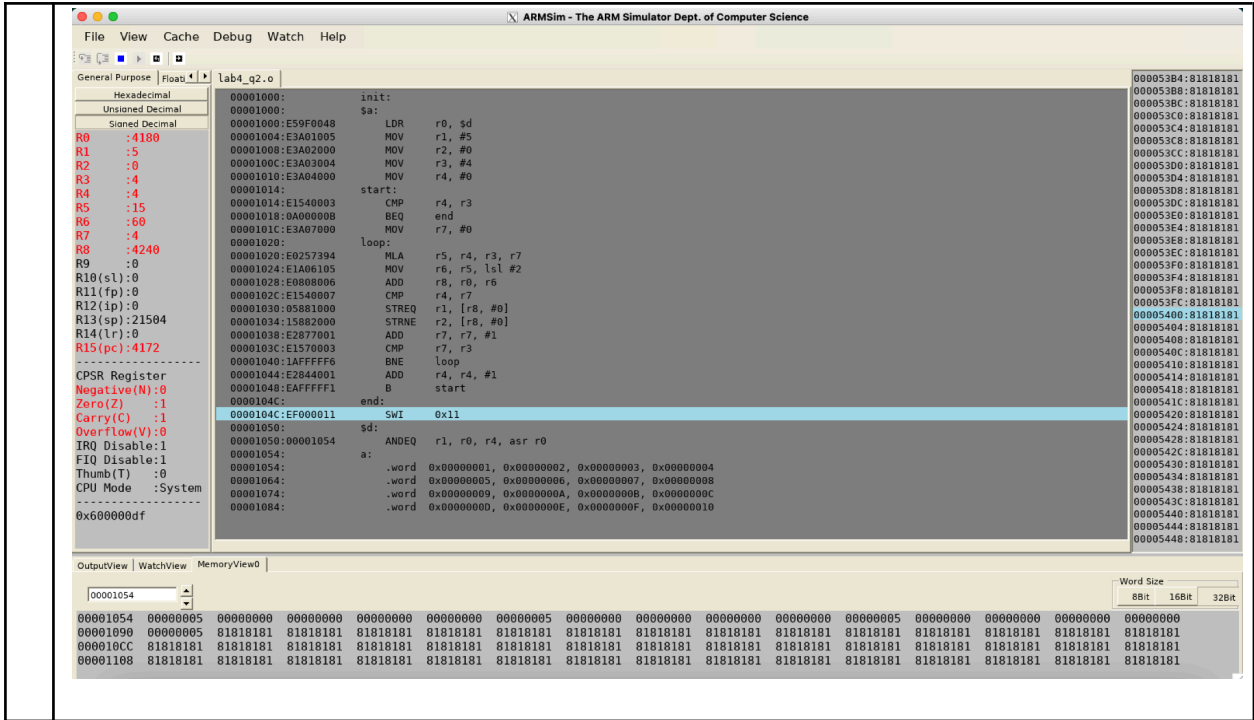 ARMSim - The ARM Simulator Dept. of Computer Science
File View Cache Debug Watch Help
General Purpose Floati
lab4_q2.o
Hexadecimal
Unsigned Decimal
Signed Decimal
R0 :4180
R1 :5
R2 :0
R3 :4
R4 :4
R5 :15
R6 :60
R7 :4
R8 :4240
R9 :0
R10(sl):0
R11(fp):0
R12(ip):0
R13(sp):21504
R14(lr):0
R15(pc):4172
CPSR Register
Negative(N):0
Zero(Z) :1
Carry(C) :1
Overflow(V):0
IRQ Disable:1
FIQ Disable:1
Thumb(T) :0
CPU Mode :System
0x600000df
00001000: init:
00001000: $a:
00001000:E59F0048 LDR r0, $d
00001004:E3A01005 MOV r1, #5
00001008:E3A02000 MOV r2, #0
0000100C:E3A03004 MOV r3, #4
00001010:E3A04000 MOV r4, #0
00001014: start:
00001014:E1540003 CMP r4, r3
00001018:0A00000B BEQ end
0000101C:E3A07000 MOV r7, #0
00001020: loop:
00001020:E0257394 MLA r5, r4, r3, r7
00001024:E1A06105 MOV r6, r5, lsl #2
00001028:E0808006 ADD r8, r0, r6
0000102C:E1540007 CMP r4, r7
00001030:05881000 STREQ r1, [r8, #0]
00001034:15882000 STRNE r2, [r8, #0]
00001038:E2877001 ADD r7, r7, #1
0000103C:E1570003 CMP r7, r3
00001040:1AFFFFF6 BNE loop
00001044:E2844001 ADD r4, r4, #1
00001048:EAFFFFF1 B start
0000104C: end:
0000104C:EF000011 SWI 0x11
00001050: $d:
00001050:00001054 ANDEQ r1, r0, r4, asr r0
00001054: a:
00001054: .word 0x00000001, 0x00000002, 0x00000003, 0x00000004
00001064: .word 0x00000005, 0x00000006, 0x00000007, 0x00000008
00001074: .word 0x00000009, 0x0000000A, 0x0000000B, 0x0000000C
00001084: .word 0x0000000D, 0x0000000E, 0x0000000F, 0x00000010
000053B4:81818181
000053B8:81818181
000053BC:81818181
000053C0:81818181
000053C4:81818181
000053C8:81818181
000053CC:81818181
000053D0:81818181
000053D4:81818181
000053D8:81818181
000053DC:81818181
000053E0:81818181
000053E4:81818181
000053E8:81818181
000053EC:81818181
000053F0:81818181
000053F4:81818181
000053F8:81818181
000053FC:81818181
00005400:81818181
00005404:81818181
00005408:81818181
0000540C:81818181
00005410:81818181
00005414:81818181
00005418:81818181
0000541C:81818181
00005420:81818181
00005424:81818181
00005428:81818181
0000542C:81818181
00005430:81818181
00005434:81818181
00005438:81818181
0000543C:81818181
00005440:81818181
00005444:81818181
00005448:81818181
OutputView WatchView MemoryView0
00001054
Word Size
8Bit 16Bit 32Bit
00001054 00000005 00000000 00000000 00000000 00000000 00000005 00000000 00000000 00000000 00000000 00000005 00000000 00000000 00000000 00000000
00001090 00000005 81818181 81818181 81818181 81818181 81818181 81818181 81818181 81818181 81818181 81818181 81818181 81818181 81818181 81818181
000010CC 81818181 81818181 81818181 81818181 81818181 81818181 81818181 81818181 81818181 81818181 81818181 81818181 81818181 81818181 81818181
00001108 81818181 81818181 81818181 81818181 81818181 81818181 81818181 81818181 81818181 81818181 81818181 81818181 81818181 81818181 81818181